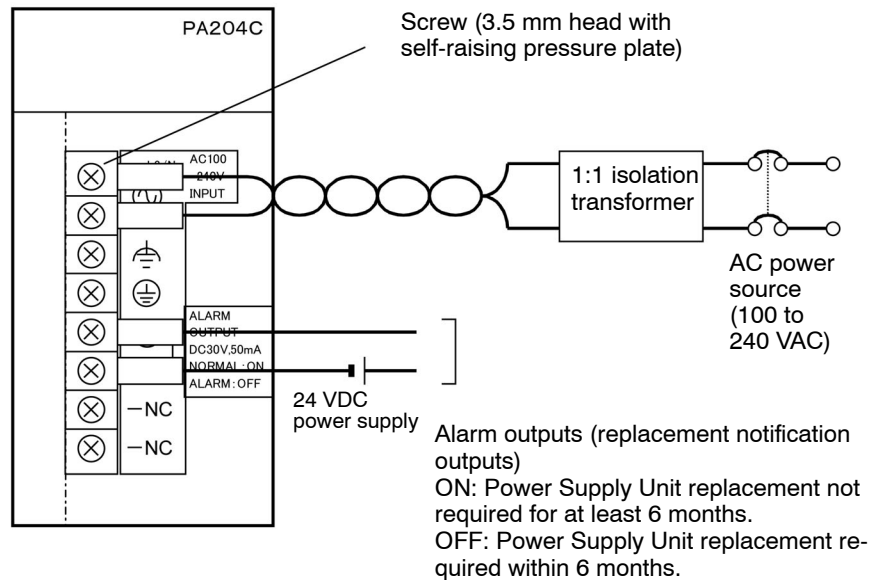 PA204C
Screw (3.5 mm head with
self-raising pressure plate)
AC100
-240V
INPUT
1:1 isolation
transformer
AC power
source
(100 to
240 VAC)
ALARM
OUTPUT
DC30V,50mA
NORMAL:ON
ALARM:OFF
NC
NC
24 VDC
power supply
Alarm outputs (replacement notification
outputs)
ON: Power Supply Unit replacement not
required for at least 6 months.
OFF: Power Supply Unit replacement re-
quired within 6 months.